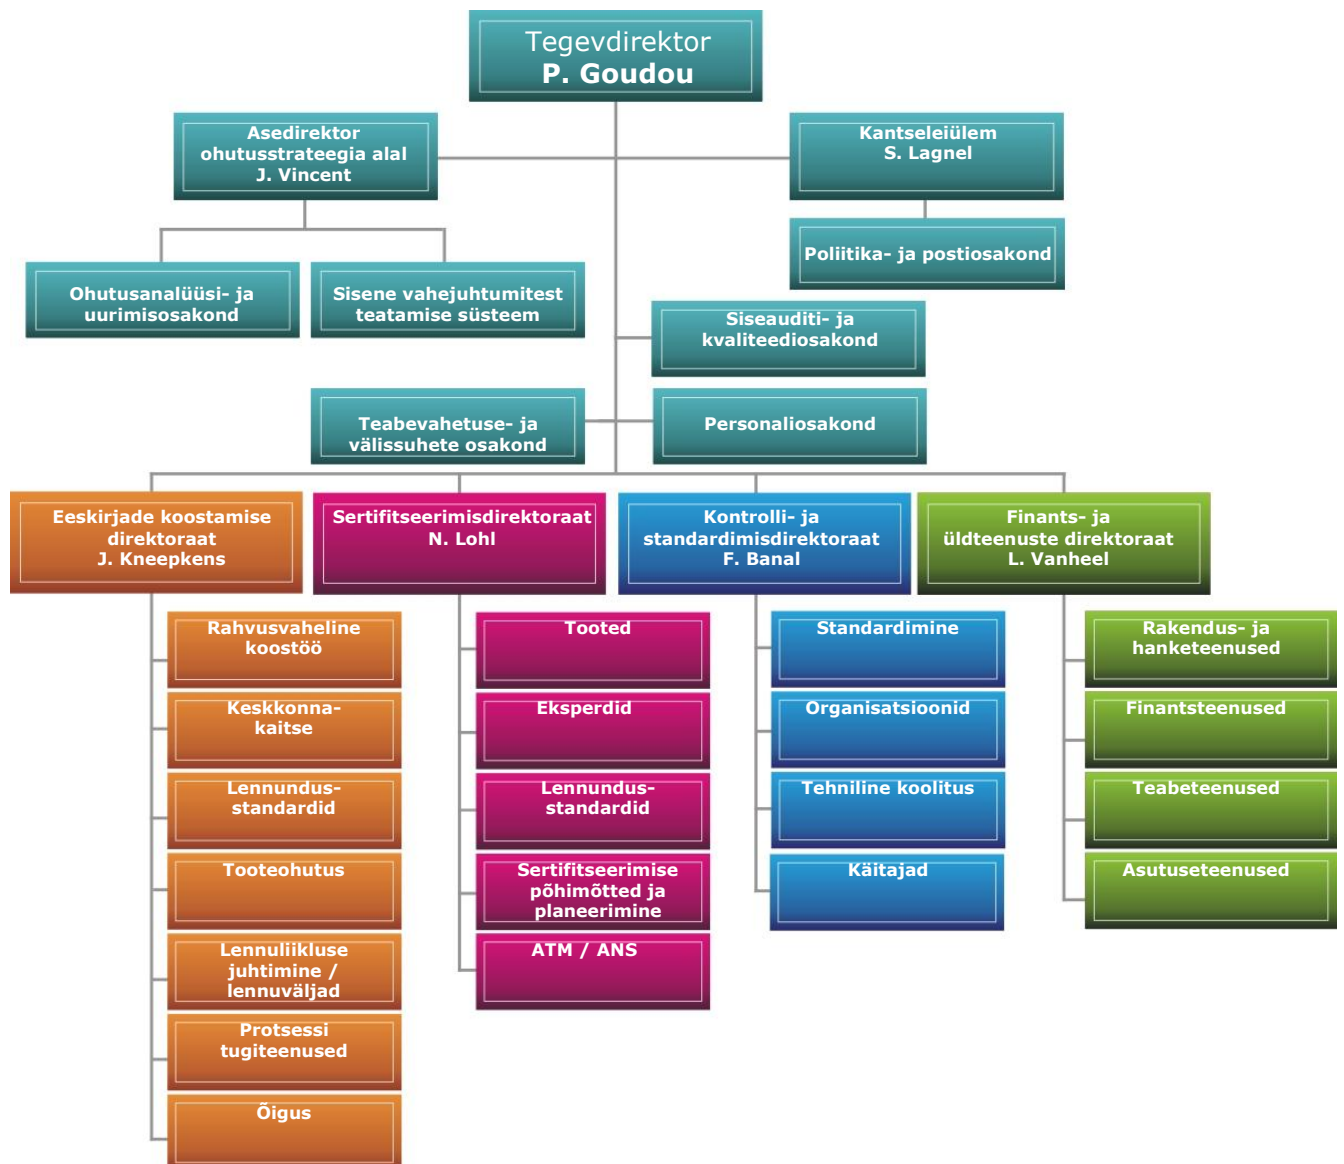 Tegevdirektor
P. Goudou
Asedirektor
ohutusstrateegia alal
J. Vincent
Kantseleiülem
S. Lagnel
Poliitika- ja postiosakond
Ohutusanalüüsi- ja
uurimisosakond
Sisene vahejuhtumitest
teatamise süsteem
Siseauditi- ja
kvaliteediosakond
Teabevahetuse- ja
välissuhete osakond
Personaliosakond
Eeskirjade koostamise
direktoraat
J. Kneepkens
Sertifitseerimisdirektoraat
N. Lohl
Kontrolli- ja
standardimisdirektoraat
F. Banal
Finants- ja
üldteenuste direktoraat
L. Vanheel
Rahvusvaheline
koostöö
Keskkonna-
kaitse
Lennundus-
standardid
Tooteohutus
Lennuliikluse
juhtimine /
lennuväljad
Protsessi
tugiteenused
Õigus
Tooted
Eksperdid
Lennundus-
standardid
Sertifitseerimise
põhimõtted ja
planeerimine
ATM / ANS
Standardimine
Organisatsioonid
Tehniline koolitus
Käitajad
Rakendus- ja
hanketeenused
Finantsteenused
Teabeteenused
Asutuseteenused